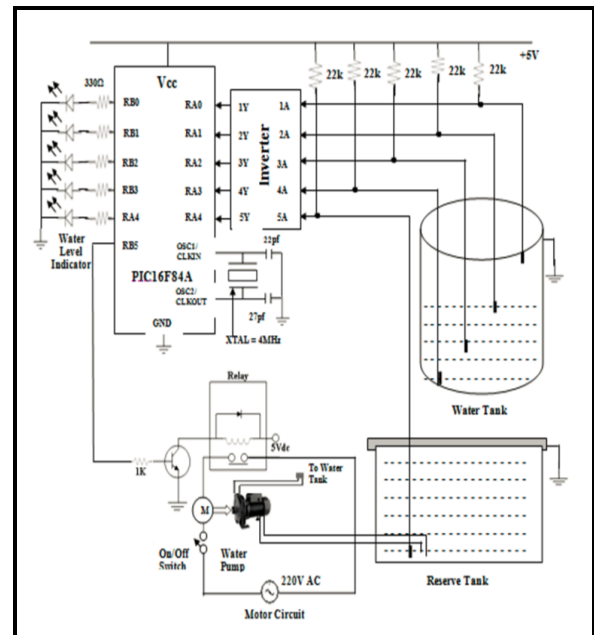 +5V
22k 22k 22k 22k 22k
330Ω
Vcc
RB0 RA0 1Y 1A
RB1 RA1 2Y 2A
RB2 RA2 3Y 3A
RB3 RA3 4Y 4A
RA4 RA4 5Y 5A
Inverter
RB5
Water
Level
Indicator
OSC1/
CLKIN
22pf
PIC16F84A
OSC2/
CLKOUT
27pf
GND
XTAL = 4MHz
Water Tank
Relay
5Vdc
1K
To Water
Tank
M
On/Off
Switch
Water
Pump
220V AC
Motor Circuit
Reserve Tank